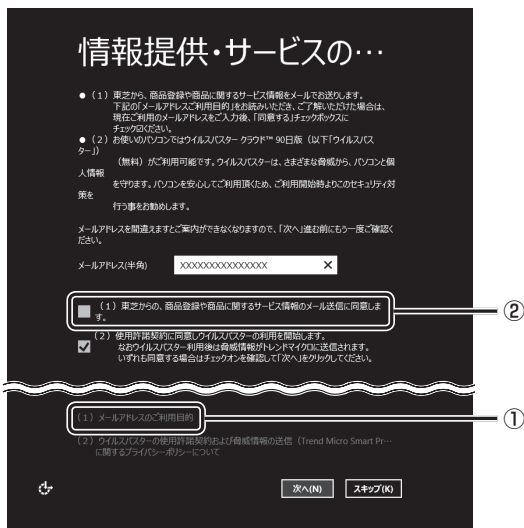 情報提供・サービスの…
●（1）東芝から、商品登録や商品に関するサービス情報をメールでお送りします。
下記の「メールアドレスご利用目的」をお読みいただき、ご了解いただけた場合は、
現在ご利用のメールアドレスをご入力後、「同意する」チェックボックスに
チェック☑ください。
●（2）お使いのパソコンではウイルスバスター クラウド™ 90日版（以下「ウイルスバス
ター」）
（無料）がご利用可能です。ウイルスバスターは、さまざまな脅威から、パソコンと個
人情報
を守ります。パソコンを安心してご利用頂くため、ご利用開始時よりこのセキュリティ対
策を
行う事をお勧めします。
メールアドレスを間違えますとご案内ができなくなりますので、「次へ」進む前にもう一度ご確認く
ださい。
メールアドレス(半角) XXXXXXXXXXXXXXX ×
（1）東芝からの、商品登録や商品に関するサービス情報のメール送信に同意しま
す。
②
（2）使用許諾契約に同意しウイルスバスターの利用を開始します。
なおウイルスバスター利用後は脅威情報がトレンドマイクロに送信されます。
いずれも同意する場合はチェックオンを確認して「次へ」をクリックしてください。
（1）メールアドレスのご利用目的
①
（2）ウイルスバスターの使用許諾契約および脅威情報の送信（Trend Micro Smart Pr…
に関するプライバシーポリシーについて
次へ(N) スキップ(K)